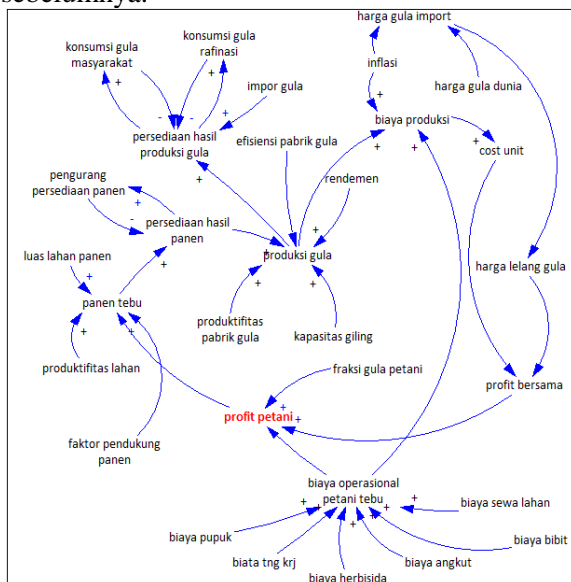 sebelumnya.
harga gula import
konsumsi gula
masyarakat
konsumsi gula
rafinasi
inflasi
impor gula
harga gula dunia
biaya produksi
persediaan hasil
produksi gula
efisiensi pabrik gula
cost unit
pengurang
persediaan panen
rendemen
persediaan hasil
panen
luas lahan panen
produksi gula
harga lelang gula
panen tebu
produktifitas
pabrik gula
kapasitas giling
produktifitas lahan
fraksi gula petani
profit bersama
profit petani
faktor pendukung
panen
biaya operasional
petani tebu
biaya sewa lahan
biaya pupuk
biaya bibit
biata tng krj
biaya angkut
biaya herbisida